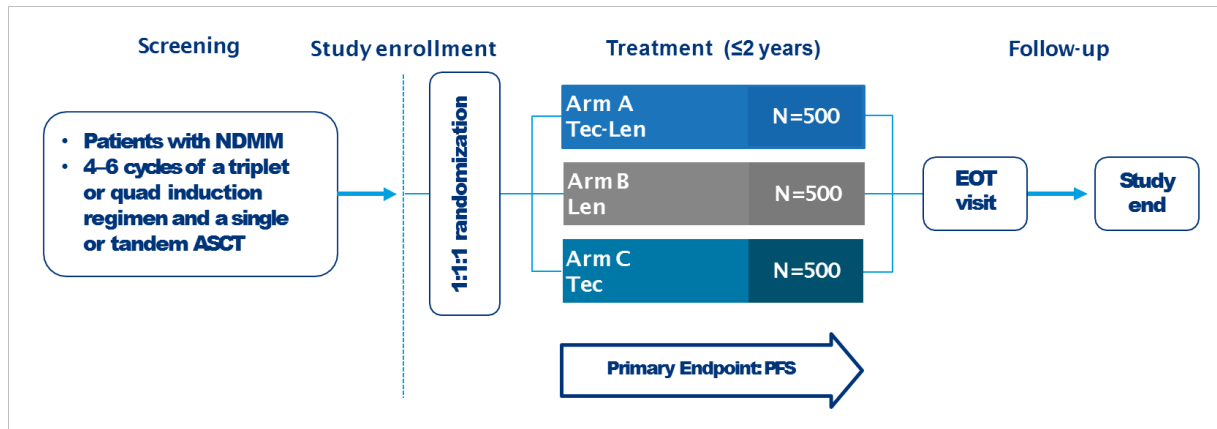 Screening
Study enrollment
Treatment (≤2 years)
Follow-up
• Patients with NDMM
• 4–6 cycles of a triplet
or quad induction
regimen and a single
or tandem ASCT
1:1:1 randomization
Arm A
Tec-Len
N=500
Arm B
Len
N=500
Arm C
Tec
N=500
EOT
visit
Study
end
Primary Endpoint: PFS